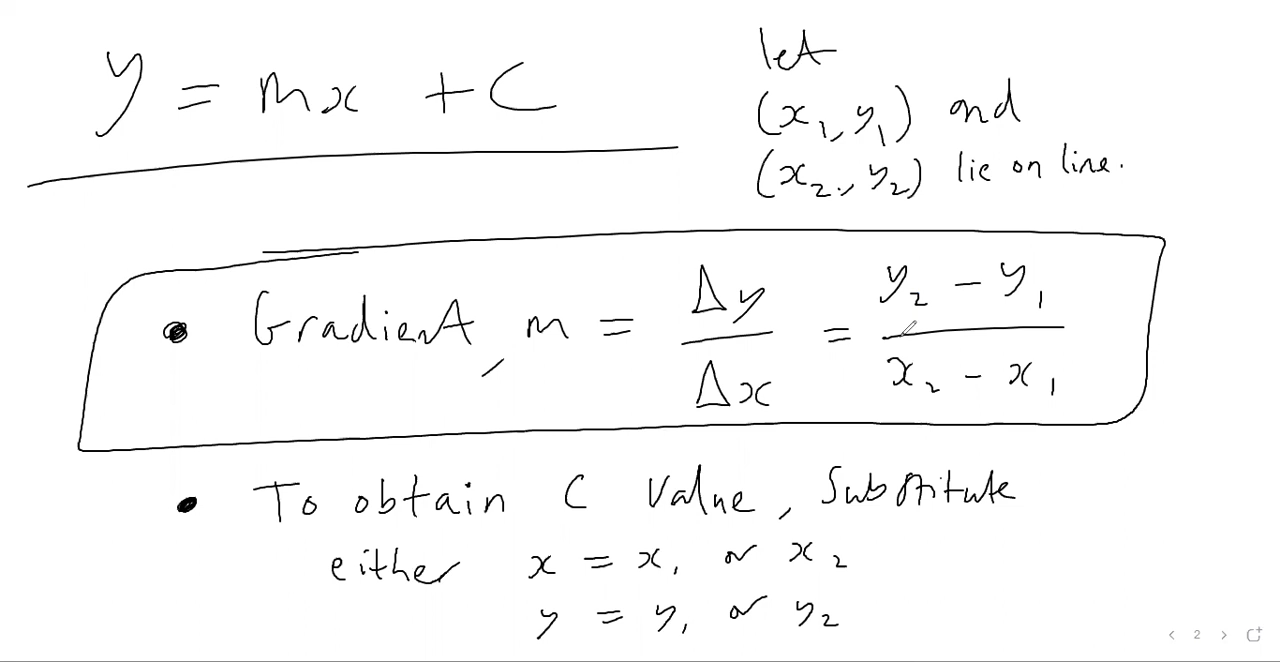 y = mx + C
let
(x₁, y₁) and
(x₂, y₂) lie on line.
• Gradient, m = Δy/Δx = y₂ - y₁/x₂ - x₁
• To obtain C value, substitute
either x = x₁ or x₂
y = y₁ or y₂
< 2 >